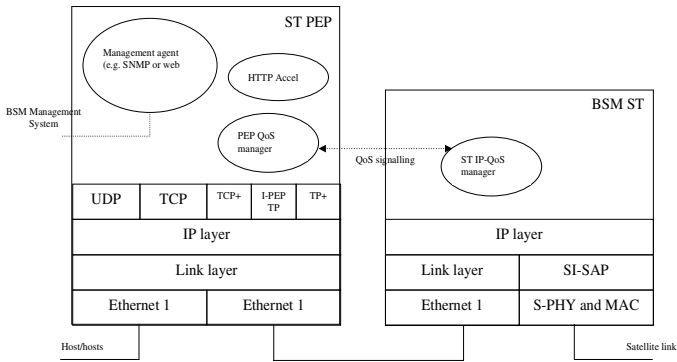 ST PEP
Management agent
(e.g. SNMP or web
HTTP Accel
BSM ST
BSM Management
System
PEP QoS
manager
QoS signalling
ST IP-QoS
manager
UDP
TCP
TCP+
I-PEP
TP
TP+
IP layer
IP layer
Link layer
Link layer
SI-SAP
Ethernet 1
Ethernet 1
Ethernet 1
S-PHY and MAC
Host/hosts
Satellite link